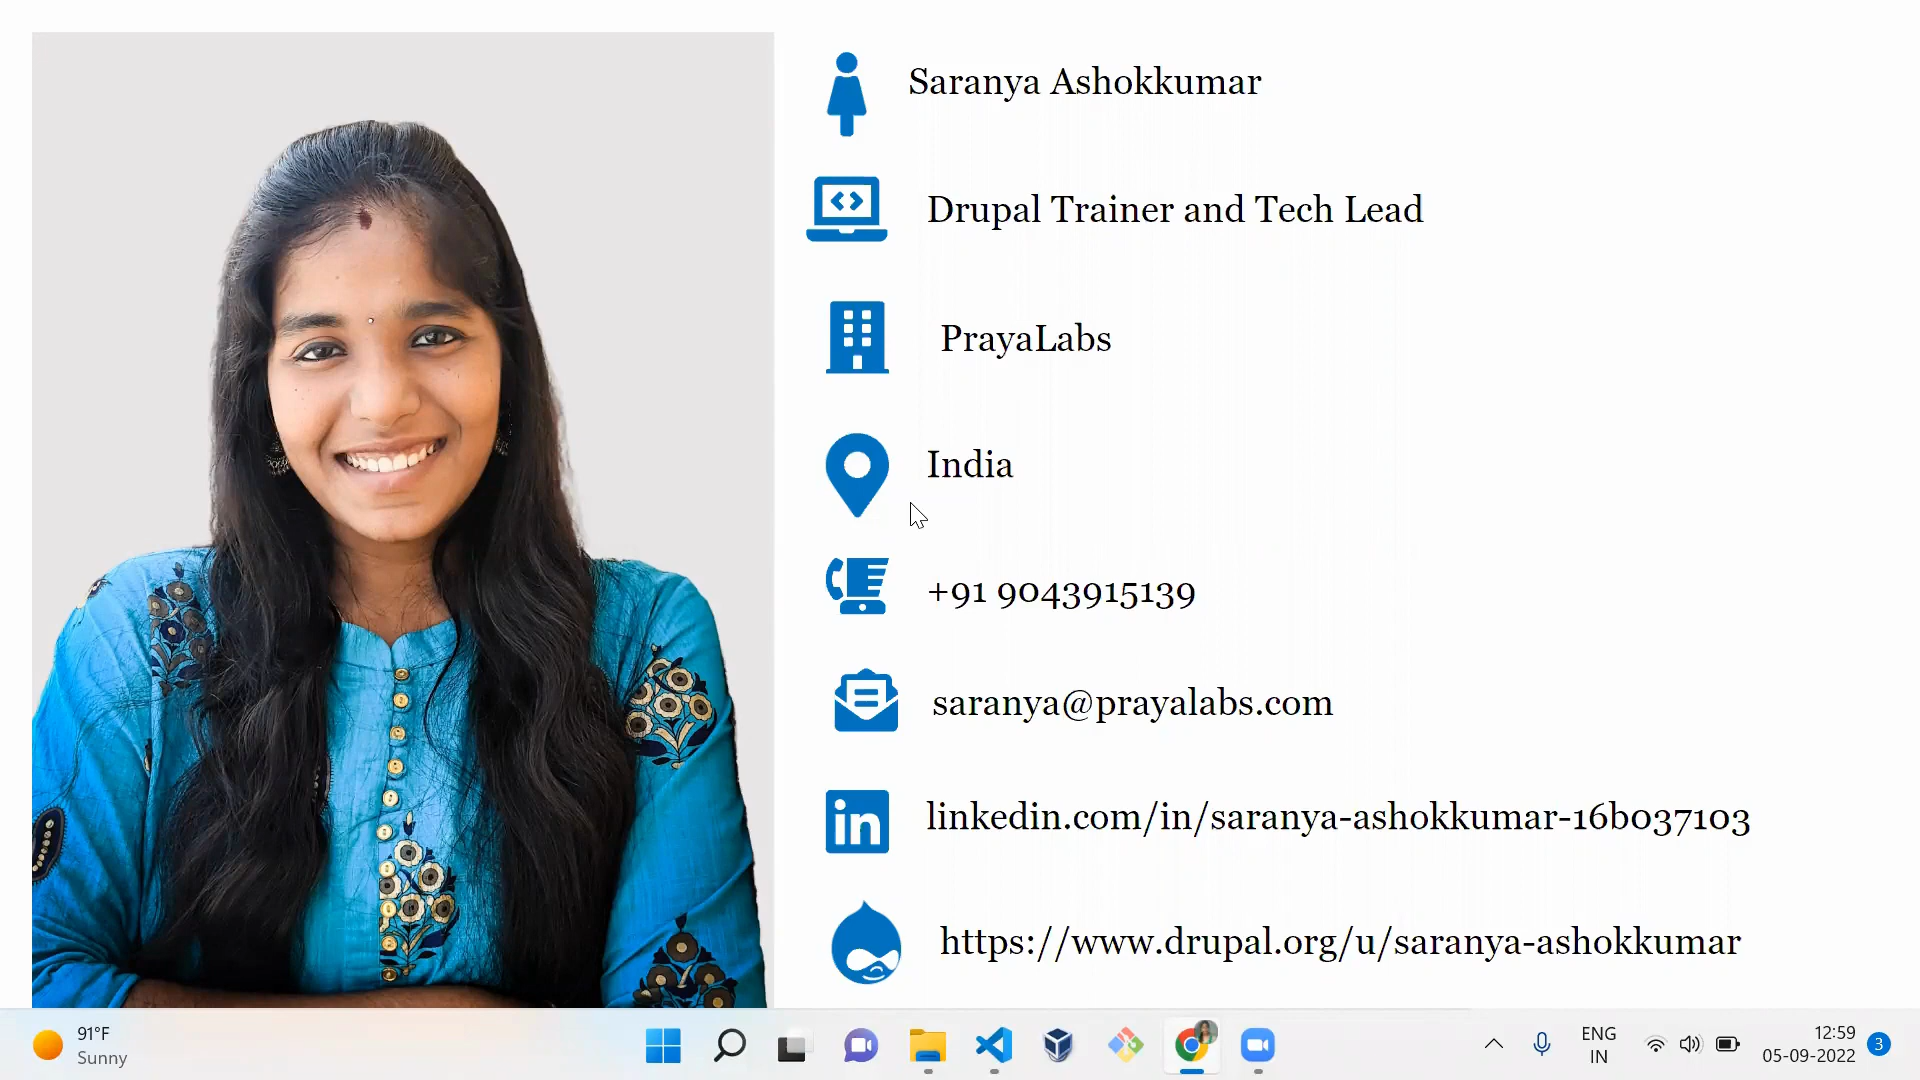 Saranya Ashokkumar
Drupal Trainer and Tech Lead
PrayaLabs
India
+91 9043915139
saranya@prayalabs.com
linkedin.com/in/saranya-ashokkumar-16b037103
https://www.drupal.org/u/saranya-ashokkumar
91°F
Sunny
ENG
IN
12:59
05-09-2022
3